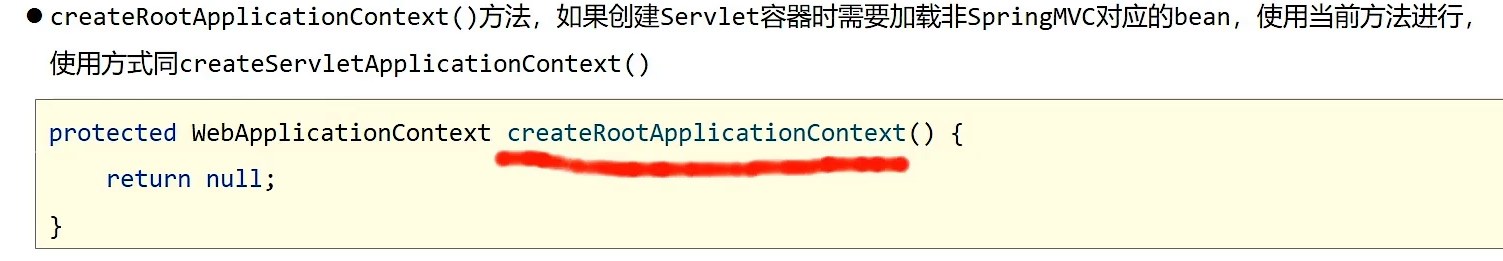 ● createRootApplicationContext()方法，如果创建Servlet容器时需要加载非SpringMVC对应的bean，使用当前方法进行，
使用方式同createServletApplicationContext()
protected WebApplicationContext createRootApplicationContext() {
    return null;
}